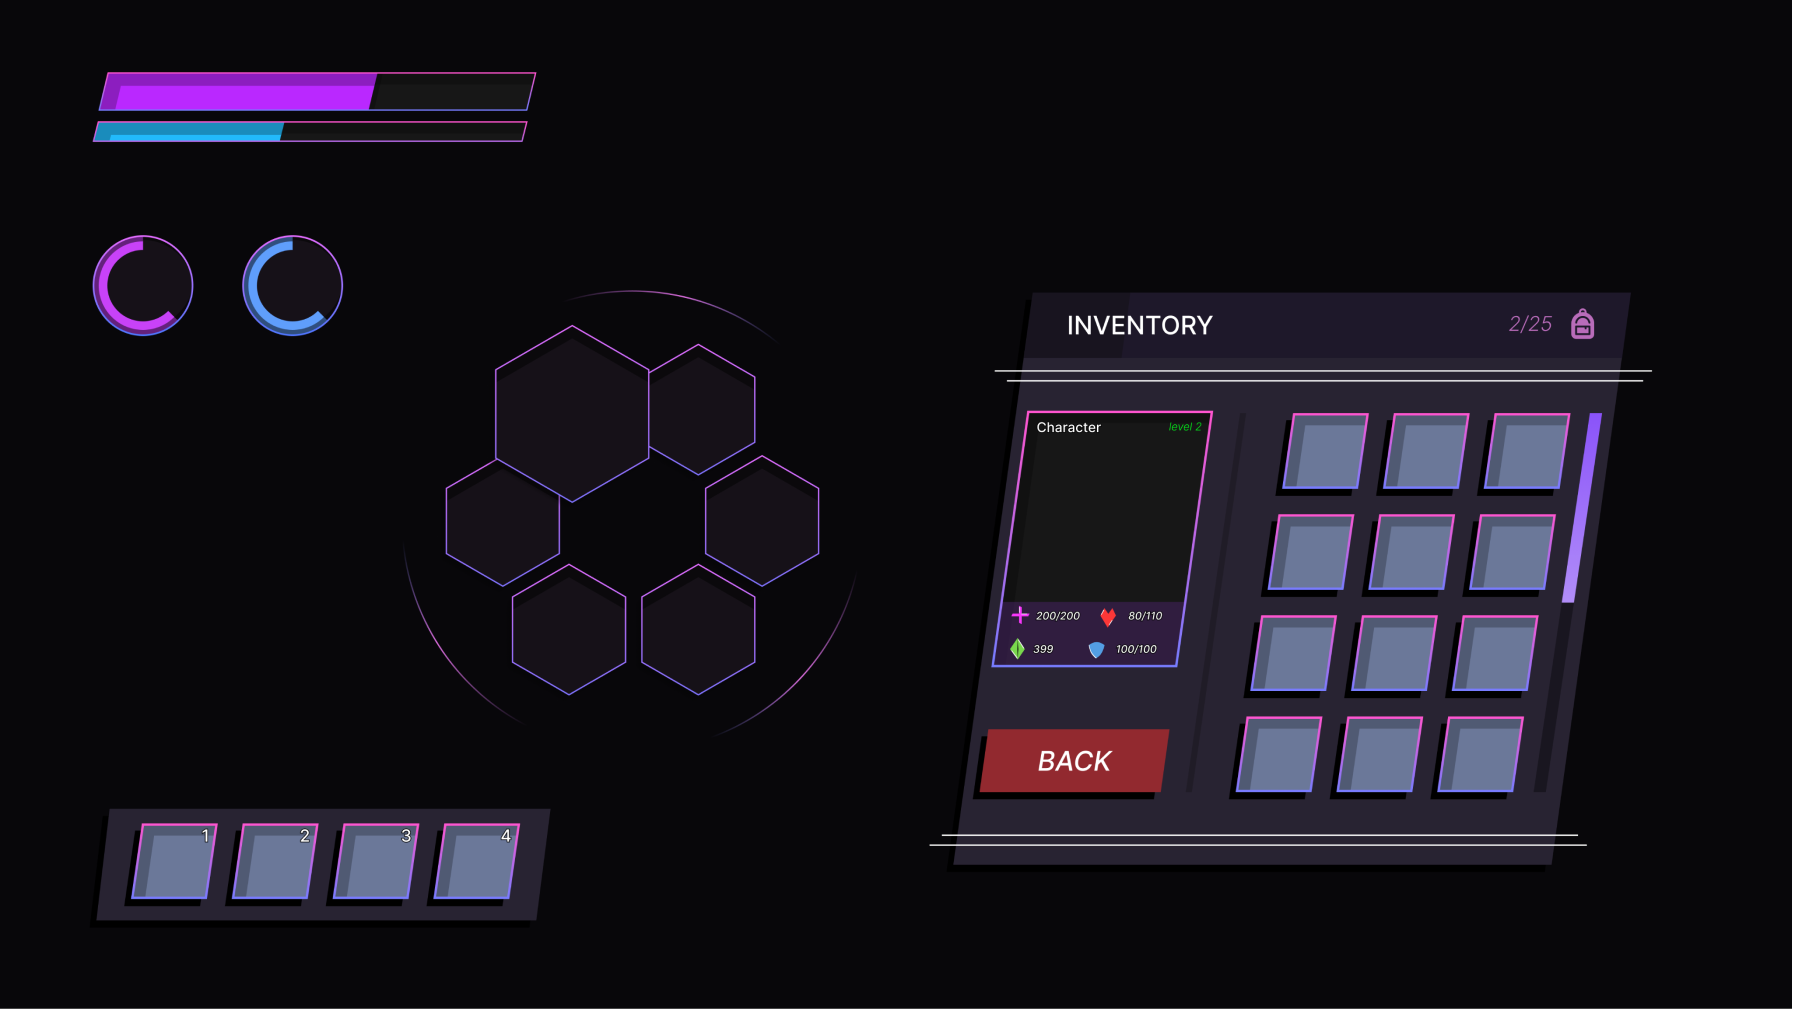 INVENTORY 2/25
Character level 2
200/200 80/110
399 100/100
BACK
1 2 3 4